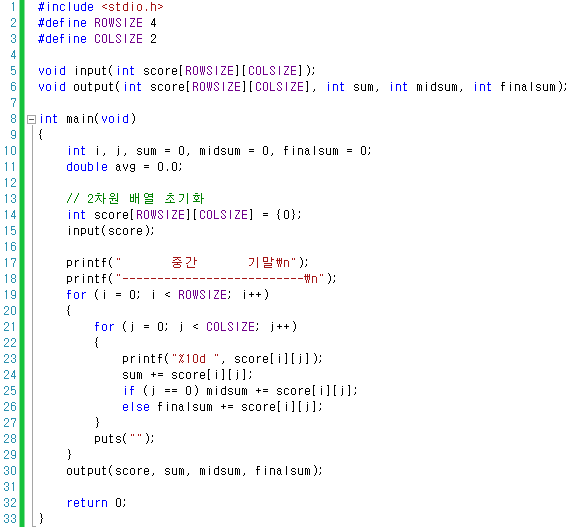 1 #include <stdio.h>
2 #define ROWSIZE 4
3 #define COLSIZE 2
4
5 void input(int score[ROWSIZE][COLSIZE]);
6 void output(int score[ROWSIZE][COLSIZE], int sum, int midsum, int finalsum);
7
8 int main(void)
9 {
10 int i, j, sum = 0, midsum = 0, finalsum = 0;
11 double avg = 0.0;
12
13 // 2차원 배열 초기화
14 int score[ROWSIZE][COLSIZE] = {0};
15 input(score);
16
17 printf("       중간       기말₩n");
18 printf("--------------------------₩n");
19 for (i = 0; i < ROWSIZE; i++)
20 {
21 for (j = 0; j < COLSIZE; j++)
22 {
23 printf("%10d ", score[i][j]);
24 sum += score[i][j];
25 if (j == 0) midsum += score[i][j];
26 else finalsum += score[i][j];
27 }
28 puts("");
29 }
30 output(score, sum, midsum, finalsum);
31
32 return 0;
33 }